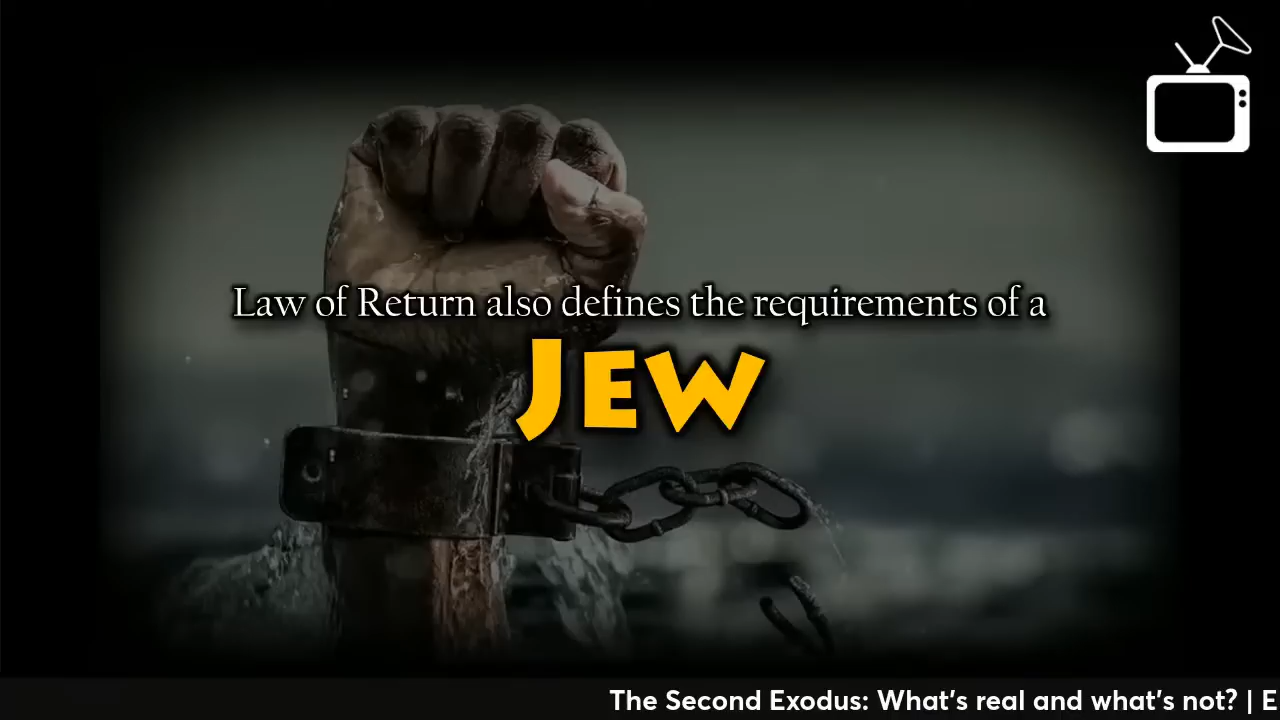 Law of Return also defines the requirements of a
Jew
The Second Exodus: What's real and what's not? | E